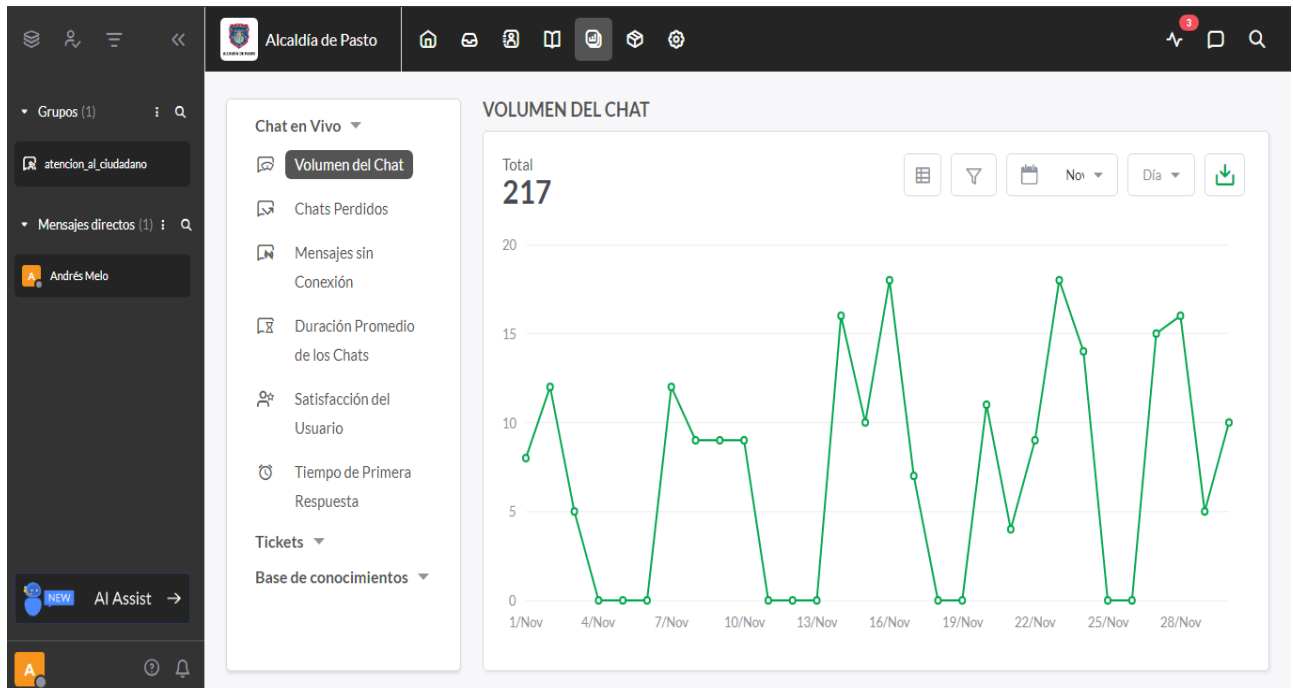 Alcaldía de Pasto
3
Grupos (1)
atencion_al_ciudadano
Mensajes directos (1)
A
Andrés Melo
NEW
AI Assist
A
Chat en Vivo
Volumen del Chat
Chats Perdidos
Mensajes sin
Conexión
Duración Promedio
de los Chats
Satisfacción del
Usuario
Tiempo de Primera
Respuesta
Tickets
Base de conocimientos
VOLUMEN DEL CHAT
Total
217
Nov
Día
20
15
10
5
0
1/Nov 4/Nov 7/Nov 10/Nov 13/Nov 16/Nov 19/Nov 22/Nov 25/Nov 28/Nov